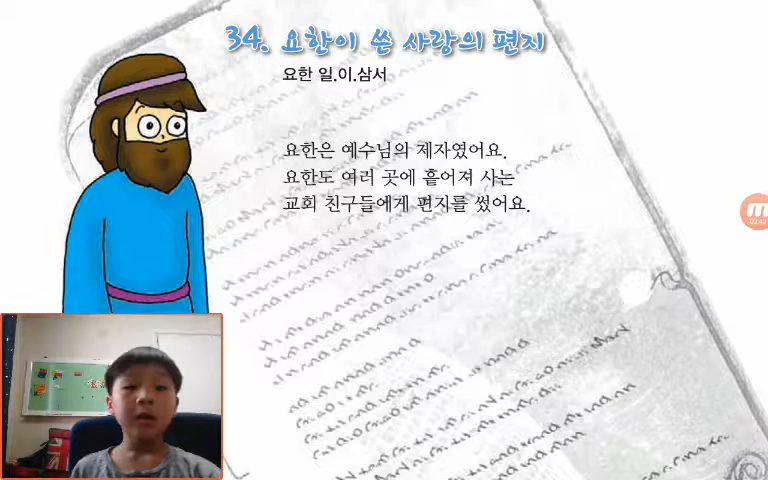 34. 요한이 쓴 사랑의 편지
요한 일.이.삼서
요한은 예수님의 제자였어요.
요한도 여러 곳에 흩어져 사는
교회 친구들에게 편지를 썼어요.
02:43